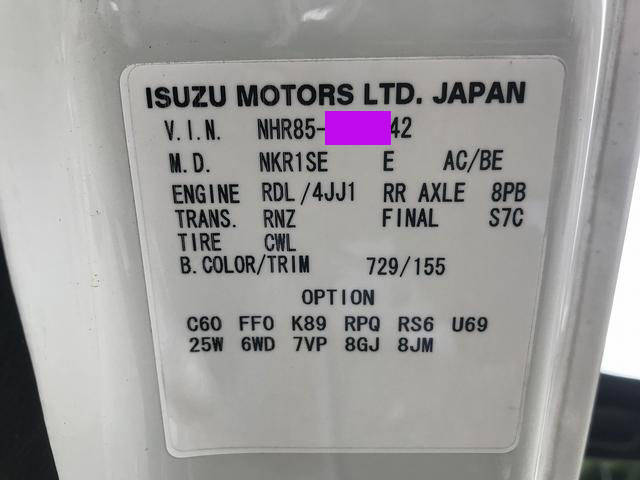 ISUZU MOTORS LTD. JAPAN
V.I.N. NHR85- 42
M.D. NKR1SE E AC/BE
ENGINE RDL/4JJ1 RR AXLE 8PB
TRANS. RNZ FINAL S7C
TIRE CWL
B.COLOR/TRIM 729/155
OPTION
C60 FF0 K89 RPQ RS6 U69
25W 6WD 7VP 8GJ 8JM